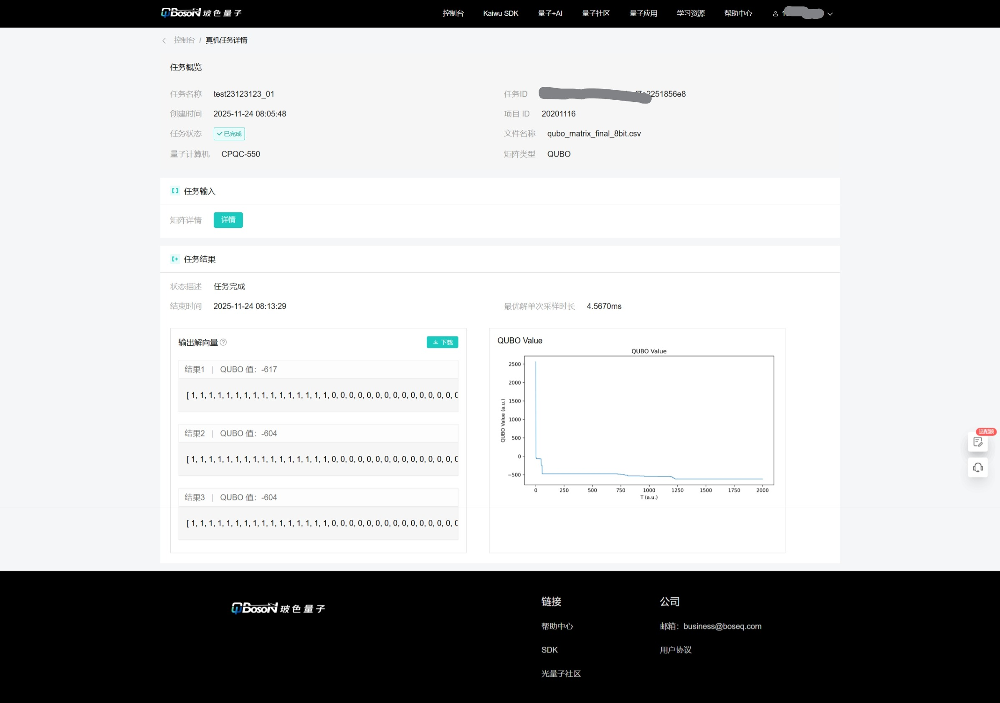 QBosoN 玻色量子 控制台 Kaiwu SDK 量子+AI 量子社区 量子应用 学习资源 帮助中心
控制台 / 真机任务详情
任务概览
任务名称 test23123123_01 任务ID 2251856e8
创建时间 2025-11-24 08:05:48 项目 ID 20201116
任务状态 已完成 文件名称 qubo_matrix_final_8bit.csv
量子计算机 CPQC-550 矩阵类型 QUBO
任务输入
矩阵详情 详情
任务结果
状态描述 任务完成
结束时间 2025-11-24 08:13:29 最优解单次采样时长 4.5670ms
输出解向量 ? 下载
结果1 | QUBO 值：-617
[ 1, 1, 1, 1, 1, 1, 1, 1, 1, 1, 1, 1, 1, 1, 1, 1, 0, 0, 0, 0, 0, 0, 0, 0, 0, 0, 0, 0, 0, 0, 0
结果2 | QUBO 值：-604
[ 1, 1, 1, 1, 1, 1, 1, 1, 1, 1, 1, 1, 1, 1, 1, 1, 0, 0, 0, 0, 0, 0, 0, 0, 0, 0, 0, 0, 0, 0, 0
结果3 | QUBO 值：-604
[ 1, 1, 1, 1, 1, 1, 1, 1, 1, 1, 1, 1, 1, 1, 1, 1, 0, 0, 0, 0, 0, 0, 0, 0, 0, 0, 0, 0, 0, 0, 0
QUBO Value
QUBO Value
QUBO Value (a.u.)
2500
2000
1500
1000
500
0
−500
0 250 500 750 1000 1250 1500 1750 2000
T (a.u.)
送配额
QBosoN 玻色量子
链接
帮助中心
SDK
光量子社区
公司
邮箱：business@boseq.com
用户协议